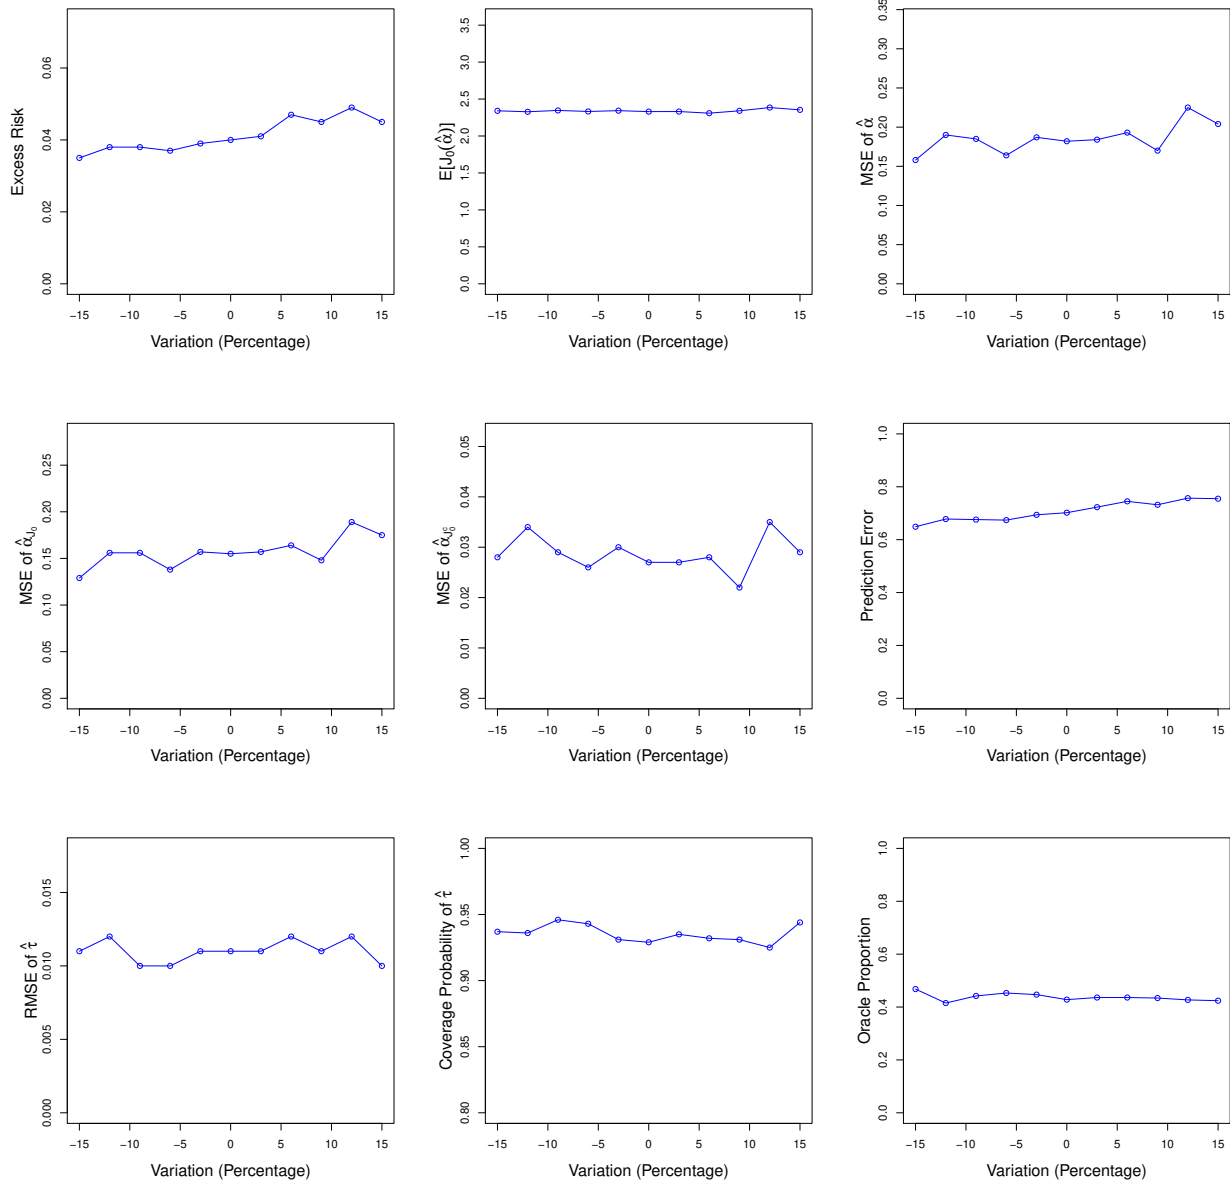 Excess Risk
0.00 0.02 0.04 0.06
−15 −10 −5 0 5 10 15
Variation (Percentage)
E[J₀(α̂)]
0.0 0.5 1.0 1.5 2.0 2.5 3.0 3.5
−15 −10 −5 0 5 10 15
Variation (Percentage)
MSE of α̂
0.00 0.05 0.10 0.15 0.20 0.25 0.30 0.35
−15 −10 −5 0 5 10 15
Variation (Percentage)
MSE of α̂_J₀
0.00 0.05 0.10 0.15 0.20 0.25
−15 −10 −5 0 5 10 15
Variation (Percentage)
MSE of α̂_J₀ᶜ
0.00 0.01 0.02 0.03 0.04 0.05
−15 −10 −5 0 5 10 15
Variation (Percentage)
Prediction Error
0.0 0.2 0.4 0.6 0.8 1.0
−15 −10 −5 0 5 10 15
Variation (Percentage)
RMSE of τ̂
0.000 0.005 0.010 0.015
−15 −10 −5 0 5 10 15
Variation (Percentage)
Coverage Probability of τ̂
0.80 0.85 0.90 0.95 1.00
−15 −10 −5 0 5 10 15
Variation (Percentage)
Oracle Proportion
0.0 0.2 0.4 0.6 0.8 1.0
−15 −10 −5 0 5 10 15
Variation (Percentage)